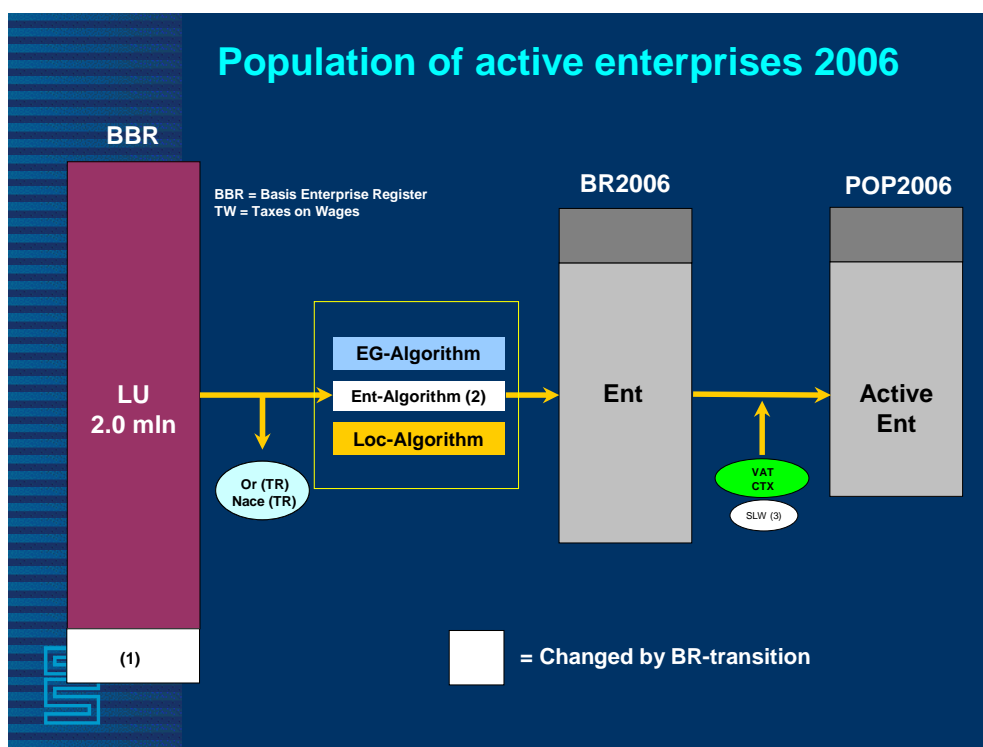 Population of active enterprises 2006
BBR
BBR = Basis Enterprise Register
TW = Taxes on Wages
BR2006
POP2006
EG-Algorithm
Ent-Algorithm (2)
Loc-Algorithm
LU
2.0 mln
Ent
Active
Ent
Or (TR)
Nace (TR)
VAT
CTX
SLW (3)
(1)
= Changed by BR-transition